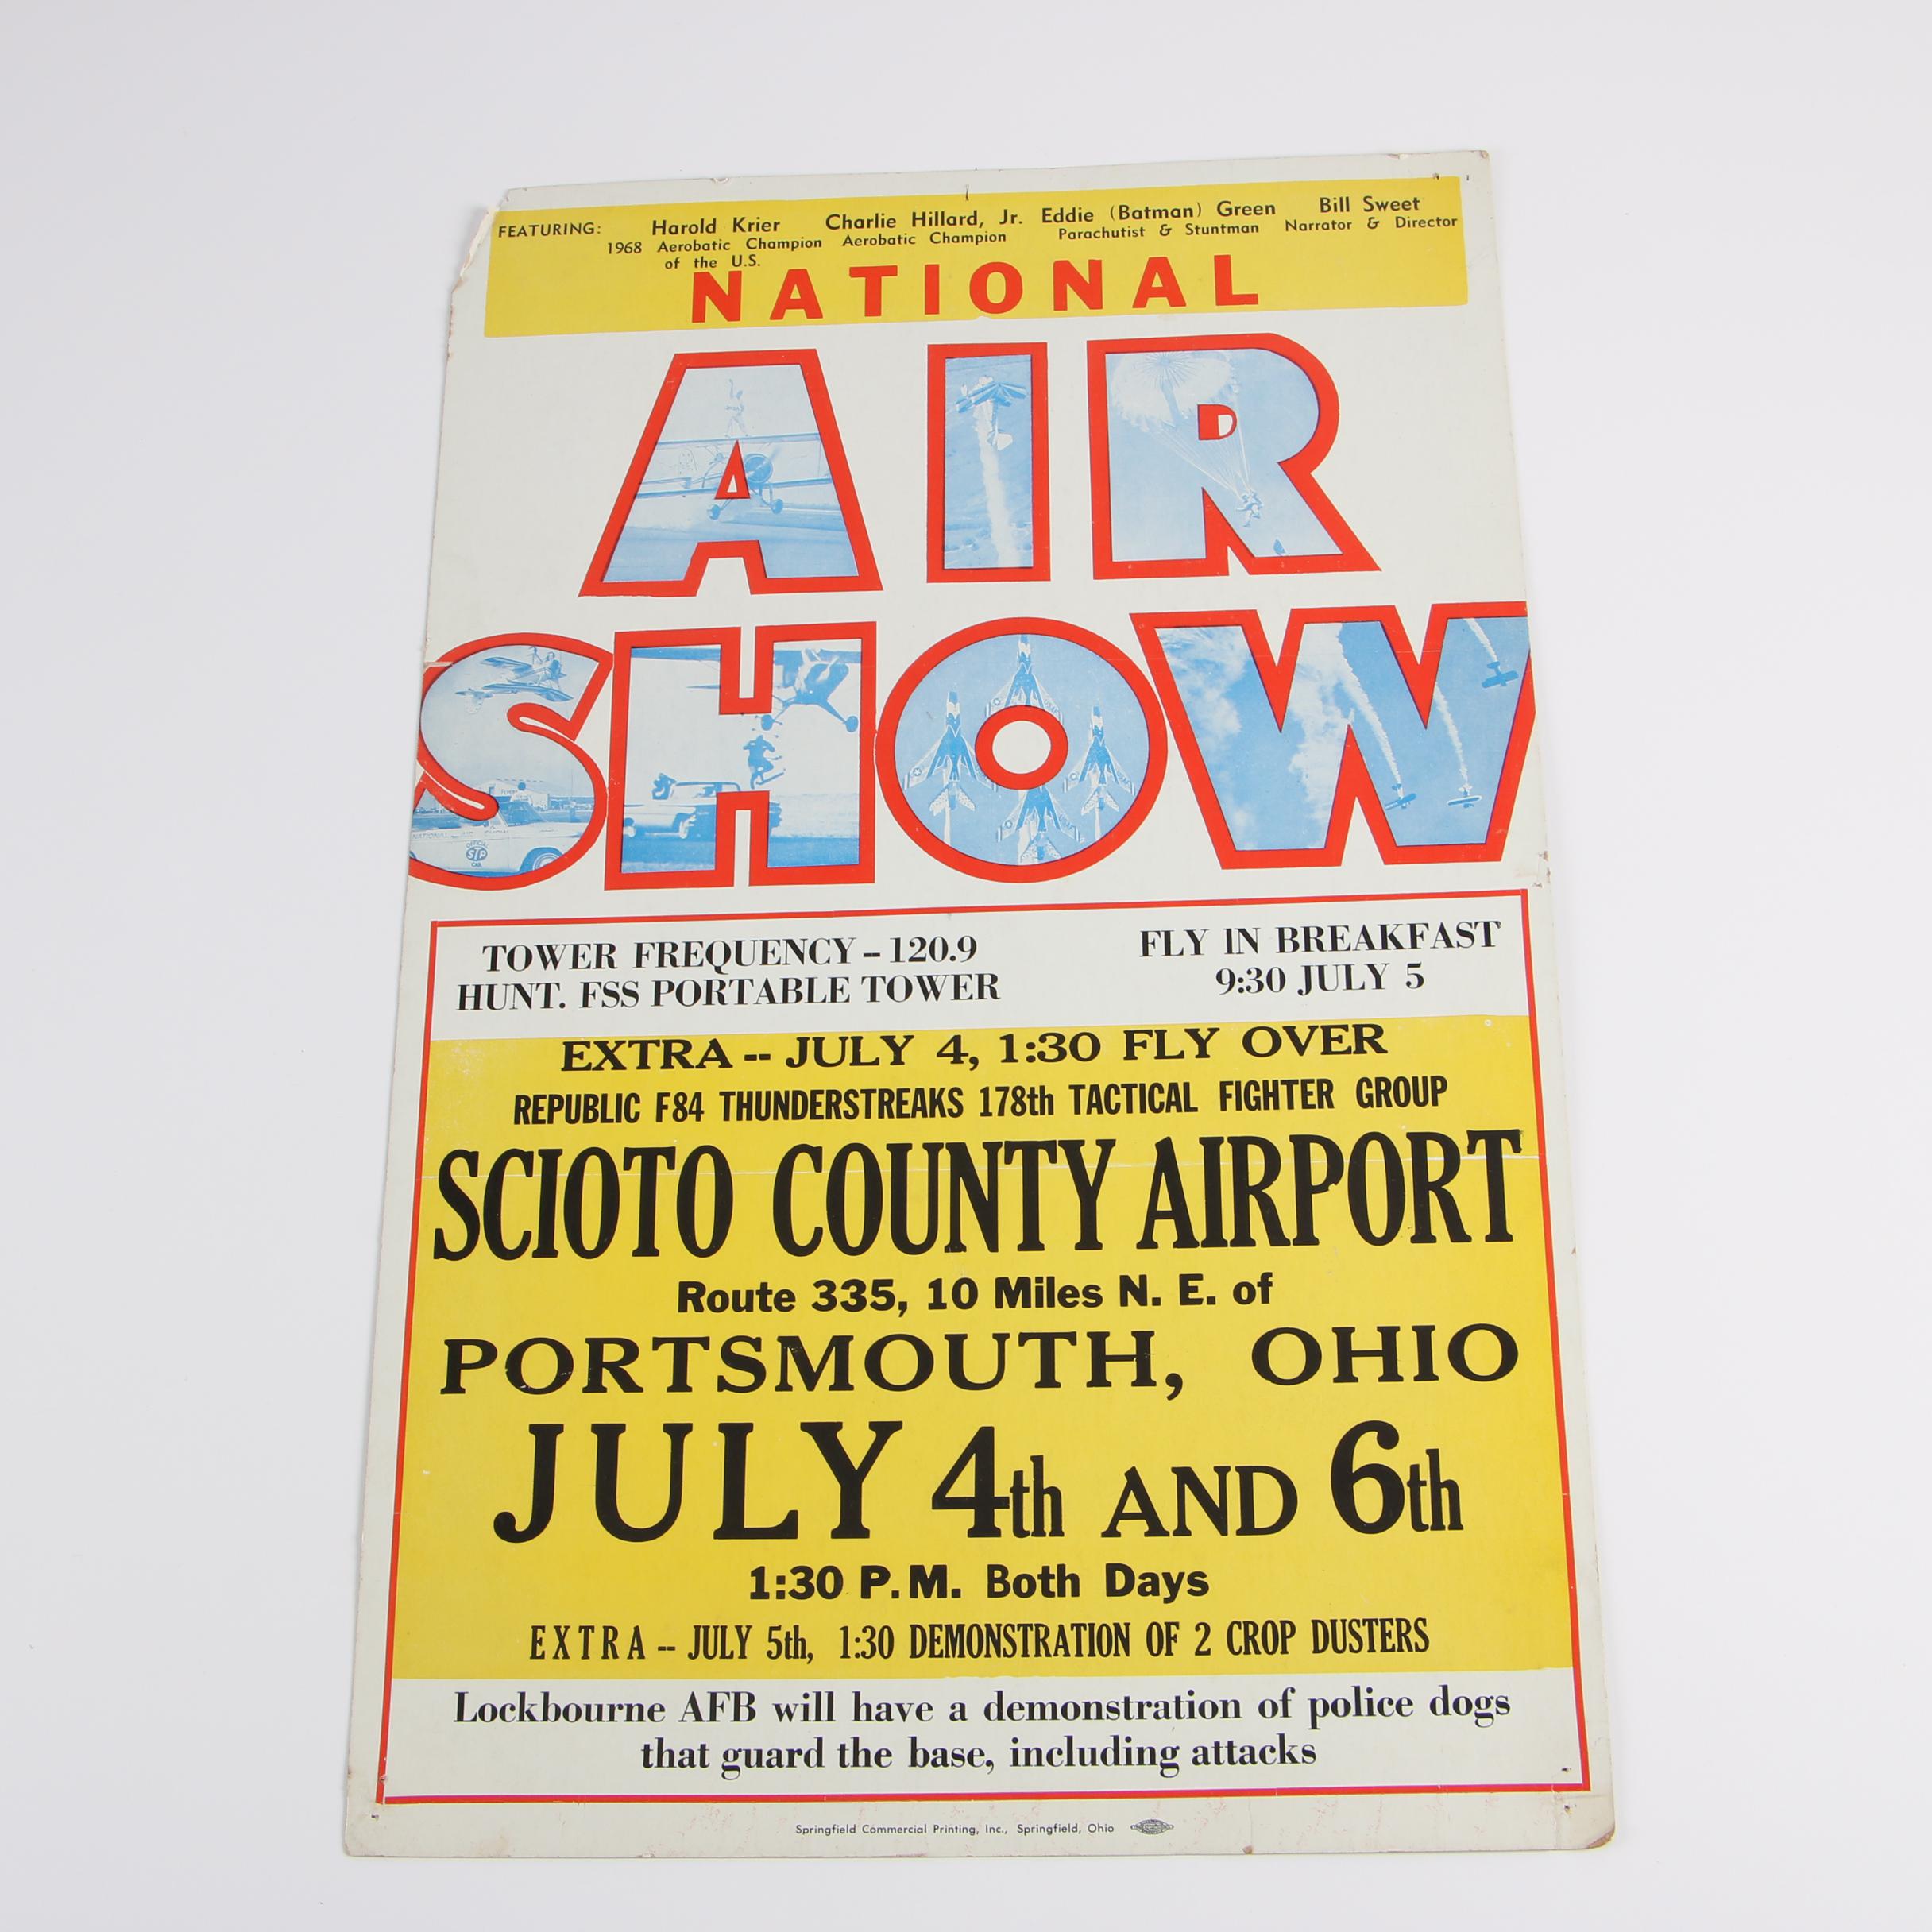 FEATURING: Harold Krier Charlie Hillard, Jr. Eddie (Batman) Green Bill Sweet
1968 Aerobatic Champion Aerobatic Champion Parachutist & Stuntman Narrator & Director
of the U.S.
NATIONAL
AIR
SHOW
OFFICIAL
STP
CAR
TOWER FREQUENCY – 120.9
HUNT. FSS PORTABLE TOWER
FLY IN BREAKFAST
9:30 JULY 5
EXTRA -- JULY 4, 1:30 FLY OVER
REPUBLIC F84 THUNDERSTREAKS 178th TACTICAL FIGHTER GROUP
SCIOTO COUNTY AIRPORT
Route 335, 10 Miles N. E. of
PORTSMOUTH, OHIO
JULY 4th AND 6th
1:30 P.M. Both Days
EXTRA -- JULY 5th, 1:30 DEMONSTRATION OF 2 CROP DUSTERS
Lockbourne AFB will have a demonstration of police dogs
that guard the base, including attacks
Springfield Commercial Printing, Inc., Springfield, Ohio